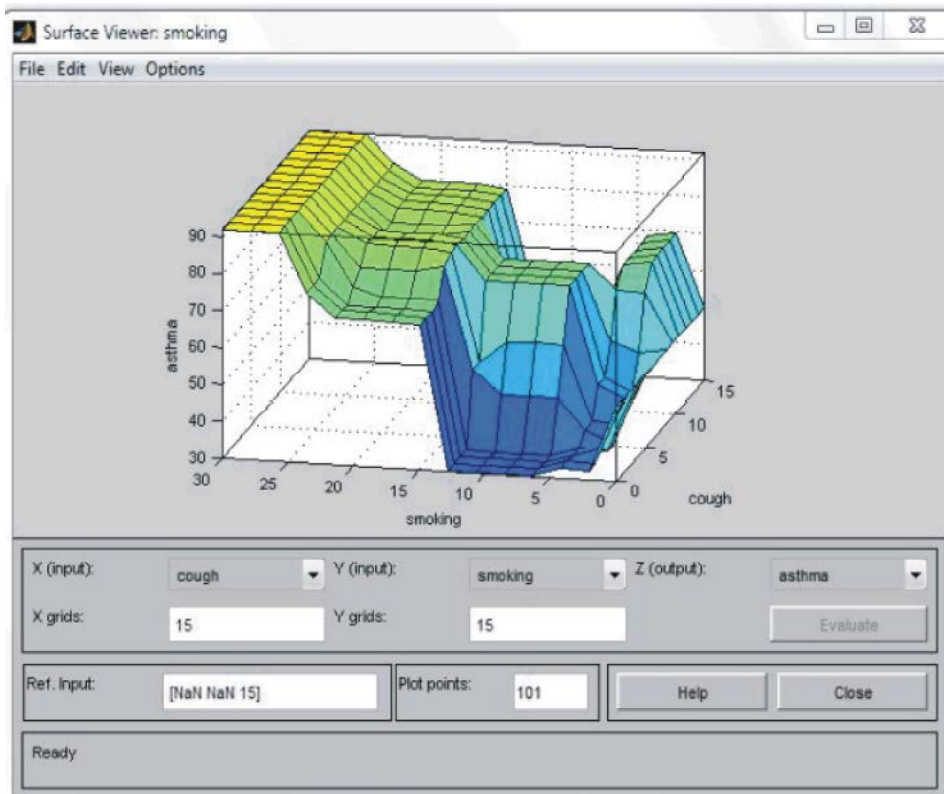 Surface Viewer: smoking
File Edit View Options
90
80
70
60
50
40
30
asthma
30
25
20
15
10
5
0
smoking
0
5
10
15
cough
X (input):
cough
Y (input):
smoking
Z (output):
asthma
X grids:
15
Y grids:
15
Evaluate
Ref. Input:
[NaN NaN 15]
Plot points:
101
Help
Close
Ready